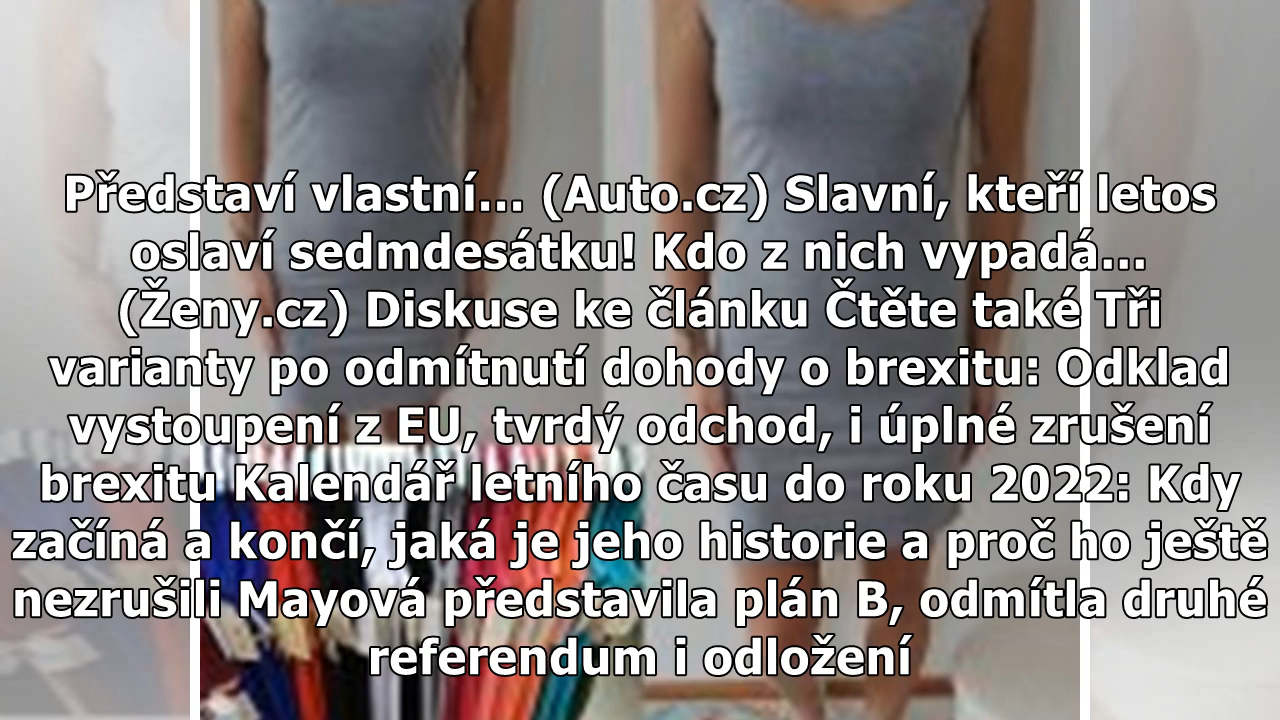 Představí vlastní... (Auto.cz) Slavní, kteří letos
oslaví sedmdesátku! Kdo z nich vypadá...
(Ženy.cz) Diskuse ke článku Čtěte také Tři
varianty po odmítnutí dohody o brexitu: Odklad
vystoupení z EU, tvrdý odchod, i úplné zrušení
brexitu Kalendář letního času do roku 2022: Kdy
začíná a končí, jaká je jeho historie a proč ho ještě
nezrušili Mayová představila plán B, odmítla druhé
referendum i odložení